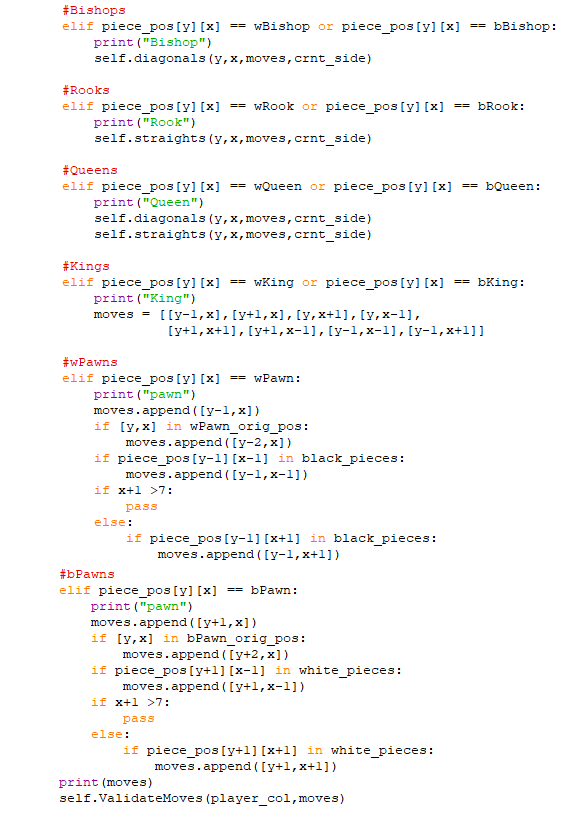 #Bishops
elif piece_pos[y][x] == wBishop or piece_pos[y][x] == bBishop:
    print("Bishop")
    self.diagonals(y,x,moves,crnt_side)

#Rooks
elif piece_pos[y][x] == wRook or piece_pos[y][x] == bRook:
    print("Rook")
    self.straights(y,x,moves,crnt_side)

#Queens
elif piece_pos[y][x] == wQueen or piece_pos[y][x] == bQueen:
    print("Queen")
    self.diagonals(y,x,moves,crnt_side)
    self.straights(y,x,moves,crnt_side)

#Kings
elif piece_pos[y][x] == wKing or piece_pos[y][x] == bKing:
    print("King")
    moves = [[y-1,x],[y+1,x],[y,x+1],[y,x-1],
             [y+1,x+1],[y+1,x-1],[y-1,x-1],[y-1,x+1]]

#wPawns
elif piece_pos[y][x] == wPawn:
    print("pawn")
    moves.append([y-1,x])
    if [y,x] in wPawn_orig_pos:
        moves.append([y-2,x])
    if piece_pos[y-1][x-1] in black_pieces:
        moves.append([y-1,x-1])
    if x+1 >7:
        pass
    else:
        if piece_pos[y-1][x+1] in black_pieces:
            moves.append([y-1,x+1])
#bPawns
elif piece_pos[y][x] == bPawn:
    print("pawn")
    moves.append([y+1,x])
    if [y,x] in bPawn_orig_pos:
        moves.append([y+2,x])
    if piece_pos[y+1][x-1] in white_pieces:
        moves.append([y+1,x-1])
    if x+1 >7:
        pass
    else:
        if piece_pos[y+1][x+1] in white_pieces:
            moves.append([y+1,x+1])
print(moves)
self.ValidateMoves(player_col,moves)